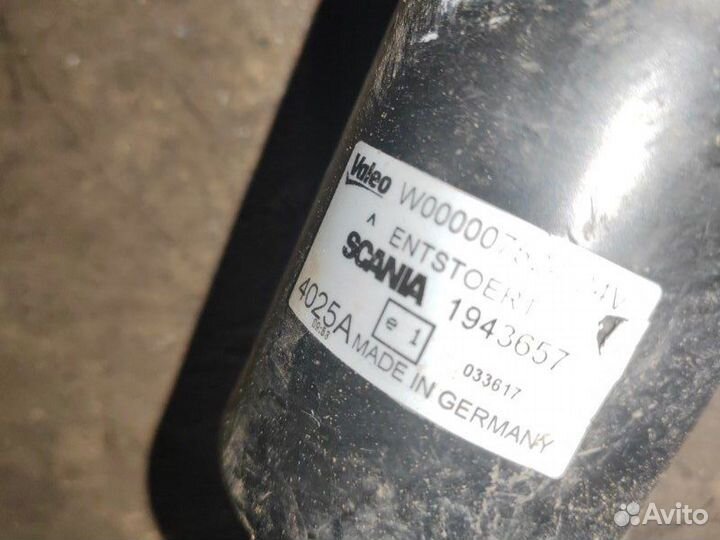 Valeo
ENTSTOERT
SCANIA 1943657
4025A e 1 033617
MADE IN GERMANY
Avito